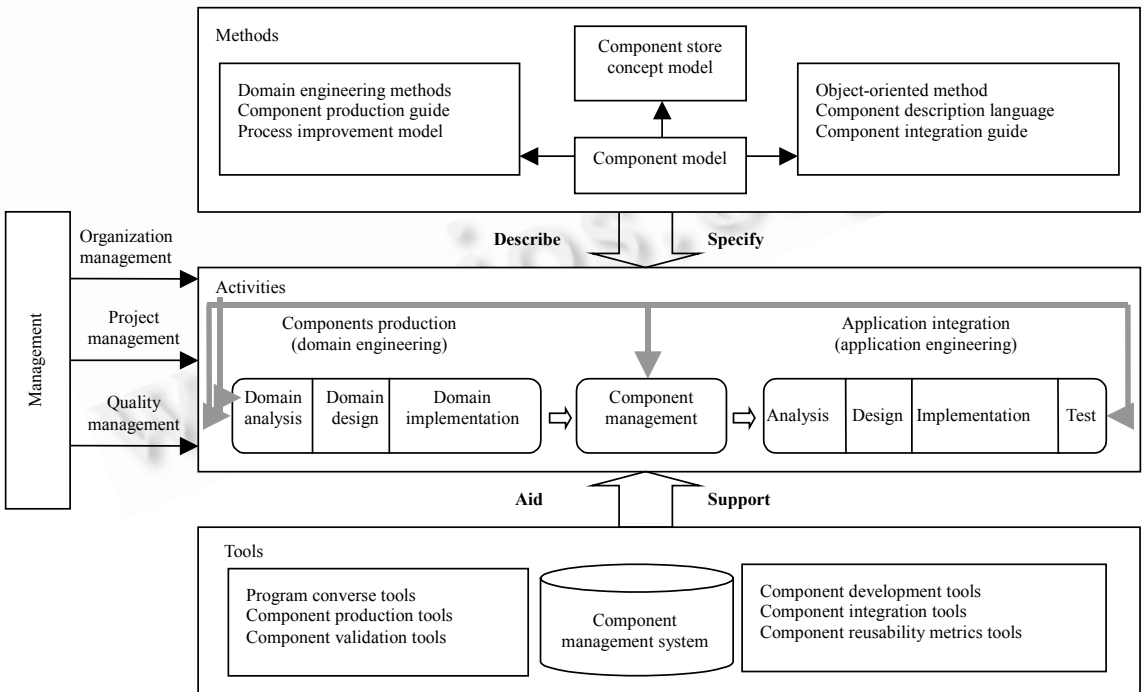 Methods
Component store
concept model
Domain engineering methods
Component production guide
Process improvement model
Component model
Object-oriented method
Component description language
Component integration guide
Describe
Specify
Management
Organization
management
Project
management
Quality
management
Activities
Components production
(domain engineering)
Application integration
(application engineering)
Domain
analysis
Domain
design
Domain
implementation
Component
management
Analysis
Design
Implementation
Test
Aid
Support
Tools
Program converse tools
Component production tools
Component validation tools
Component
management system
Component development tools
Component integration tools
Component reusability metrics tools